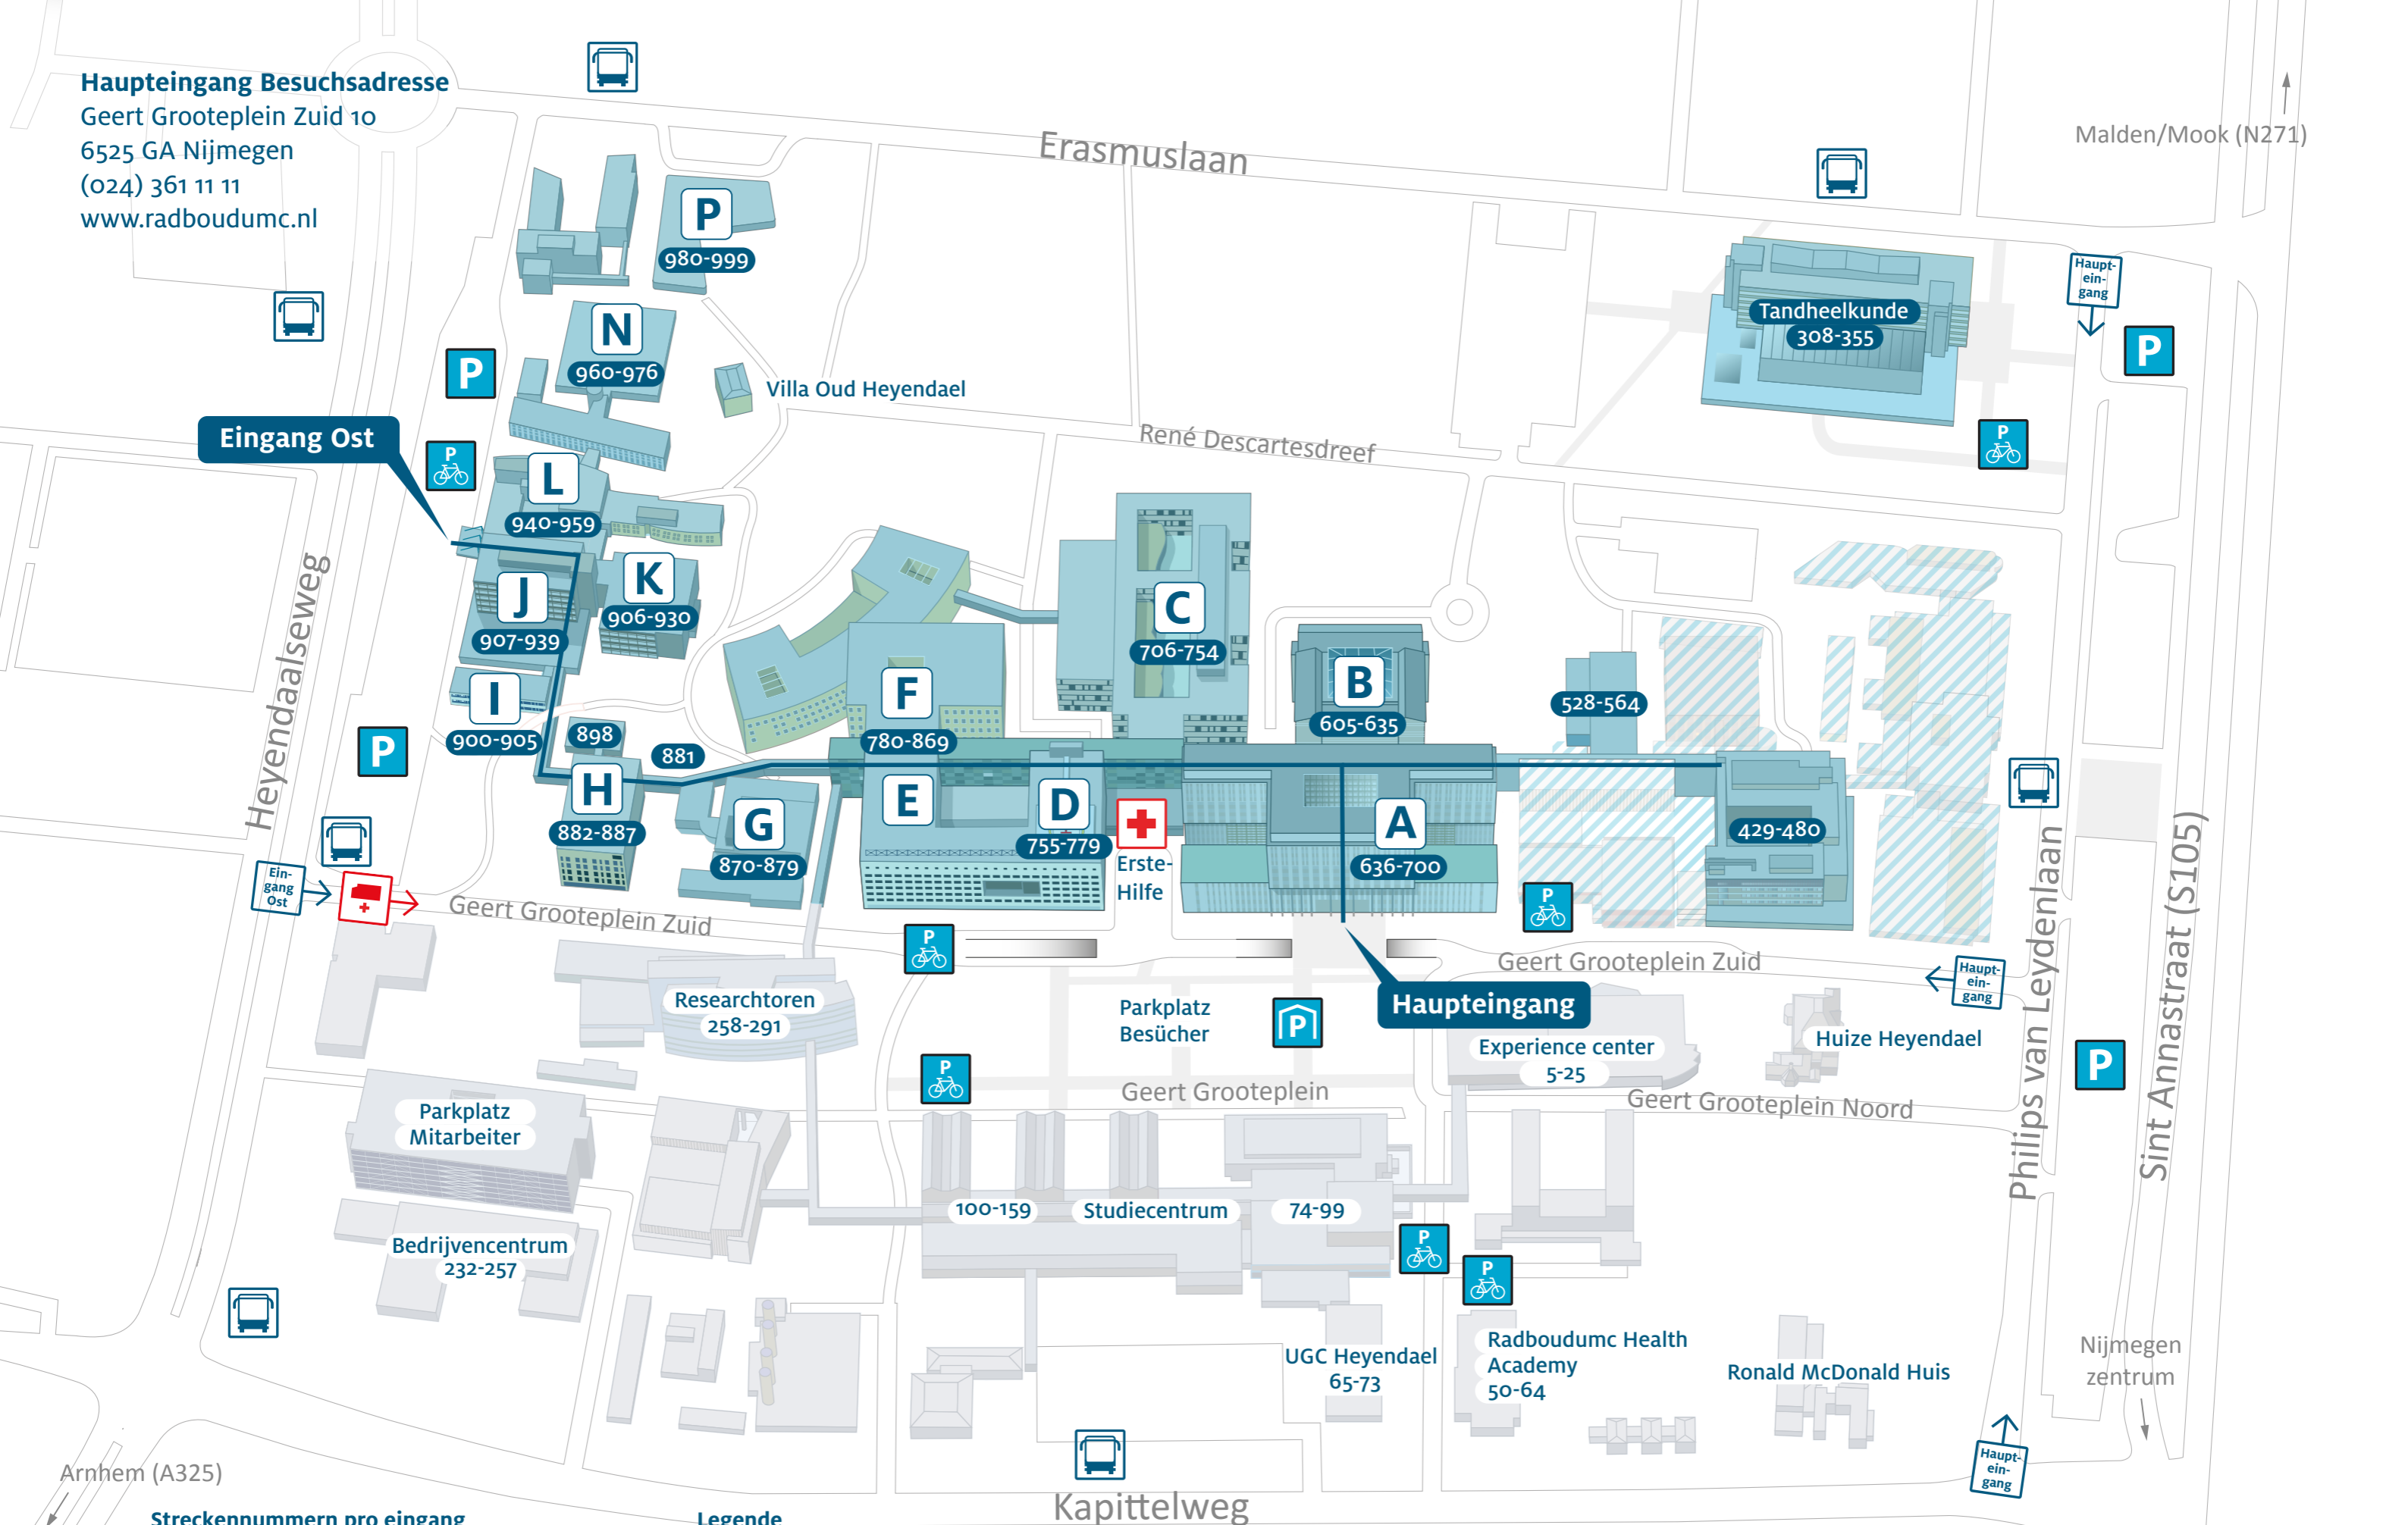 Haupteingang Besuchsadresse
Geert Grooteplein Zuid 10
6525 GA Nijmegen
(024) 361 11 11
www.radboudumc.nl
Erasmuslaan
Malden/Mook (N271)
P
980-999
N
960-976
Villa Oud Heyendael
Tandheelkunde
308-355
Haupt-
ein-
gang
P
P
P
Eingang Ost
P
René Descartesdreef
L
940-959
J
907-939
K
906-930
I
900-905
Heyendaalseweg
P
898
881
H
882-887
G
870-879
F
780-869
E
D
755-779
C
706-754
B
605-635
A
636-700
528-564
429-480
Erste-
Hilfe
P
Ein-
gang
Ost
Geert Grooteplein Zuid
P
Geert Grooteplein Zuid
Haupt-
ein-
gang
Philips van Leydenlaan
Sint Annastraat (S105)
Haupteingang
Researchtoren
258-291
Parkplatz
Besücher
P
Experience center
5-25
Huize Heyendael
P
P
Geert Grooteplein
Geert Grooteplein Noord
Parkplatz
Mitarbeiter
100-159
Studiecentrum
74-99
Bedrijvencentrum
232-257
P
P
UGC Heyendael
65-73
Radboudumc Health
Academy
50-64
Ronald McDonald Huis
Nijmegen
zentrum
Haupt-
ein-
gang
Arnhem (A325)
Kapittelweg
Streckennummern pro eingang
Legende